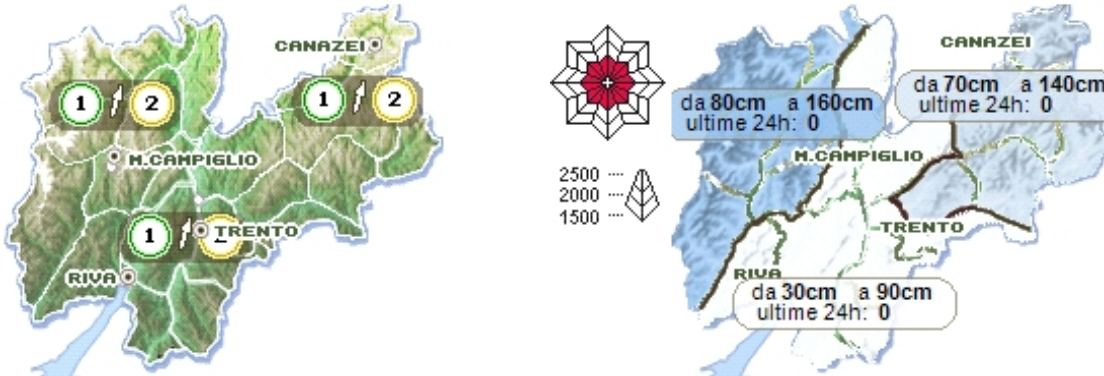 CANAZEI
1 2
1 2
M.CAMPIGLIO
1 2
TRENTO
RIVA
CANAZEI
da 70cm a 140cm
ultime 24h: 0
da 80cm a 160cm
ultime 24h: 0
M.CAMPIGLIO
2500
2000
1500
TRENTO
RIVA
da 30cm a 90cm
ultime 24h: 0